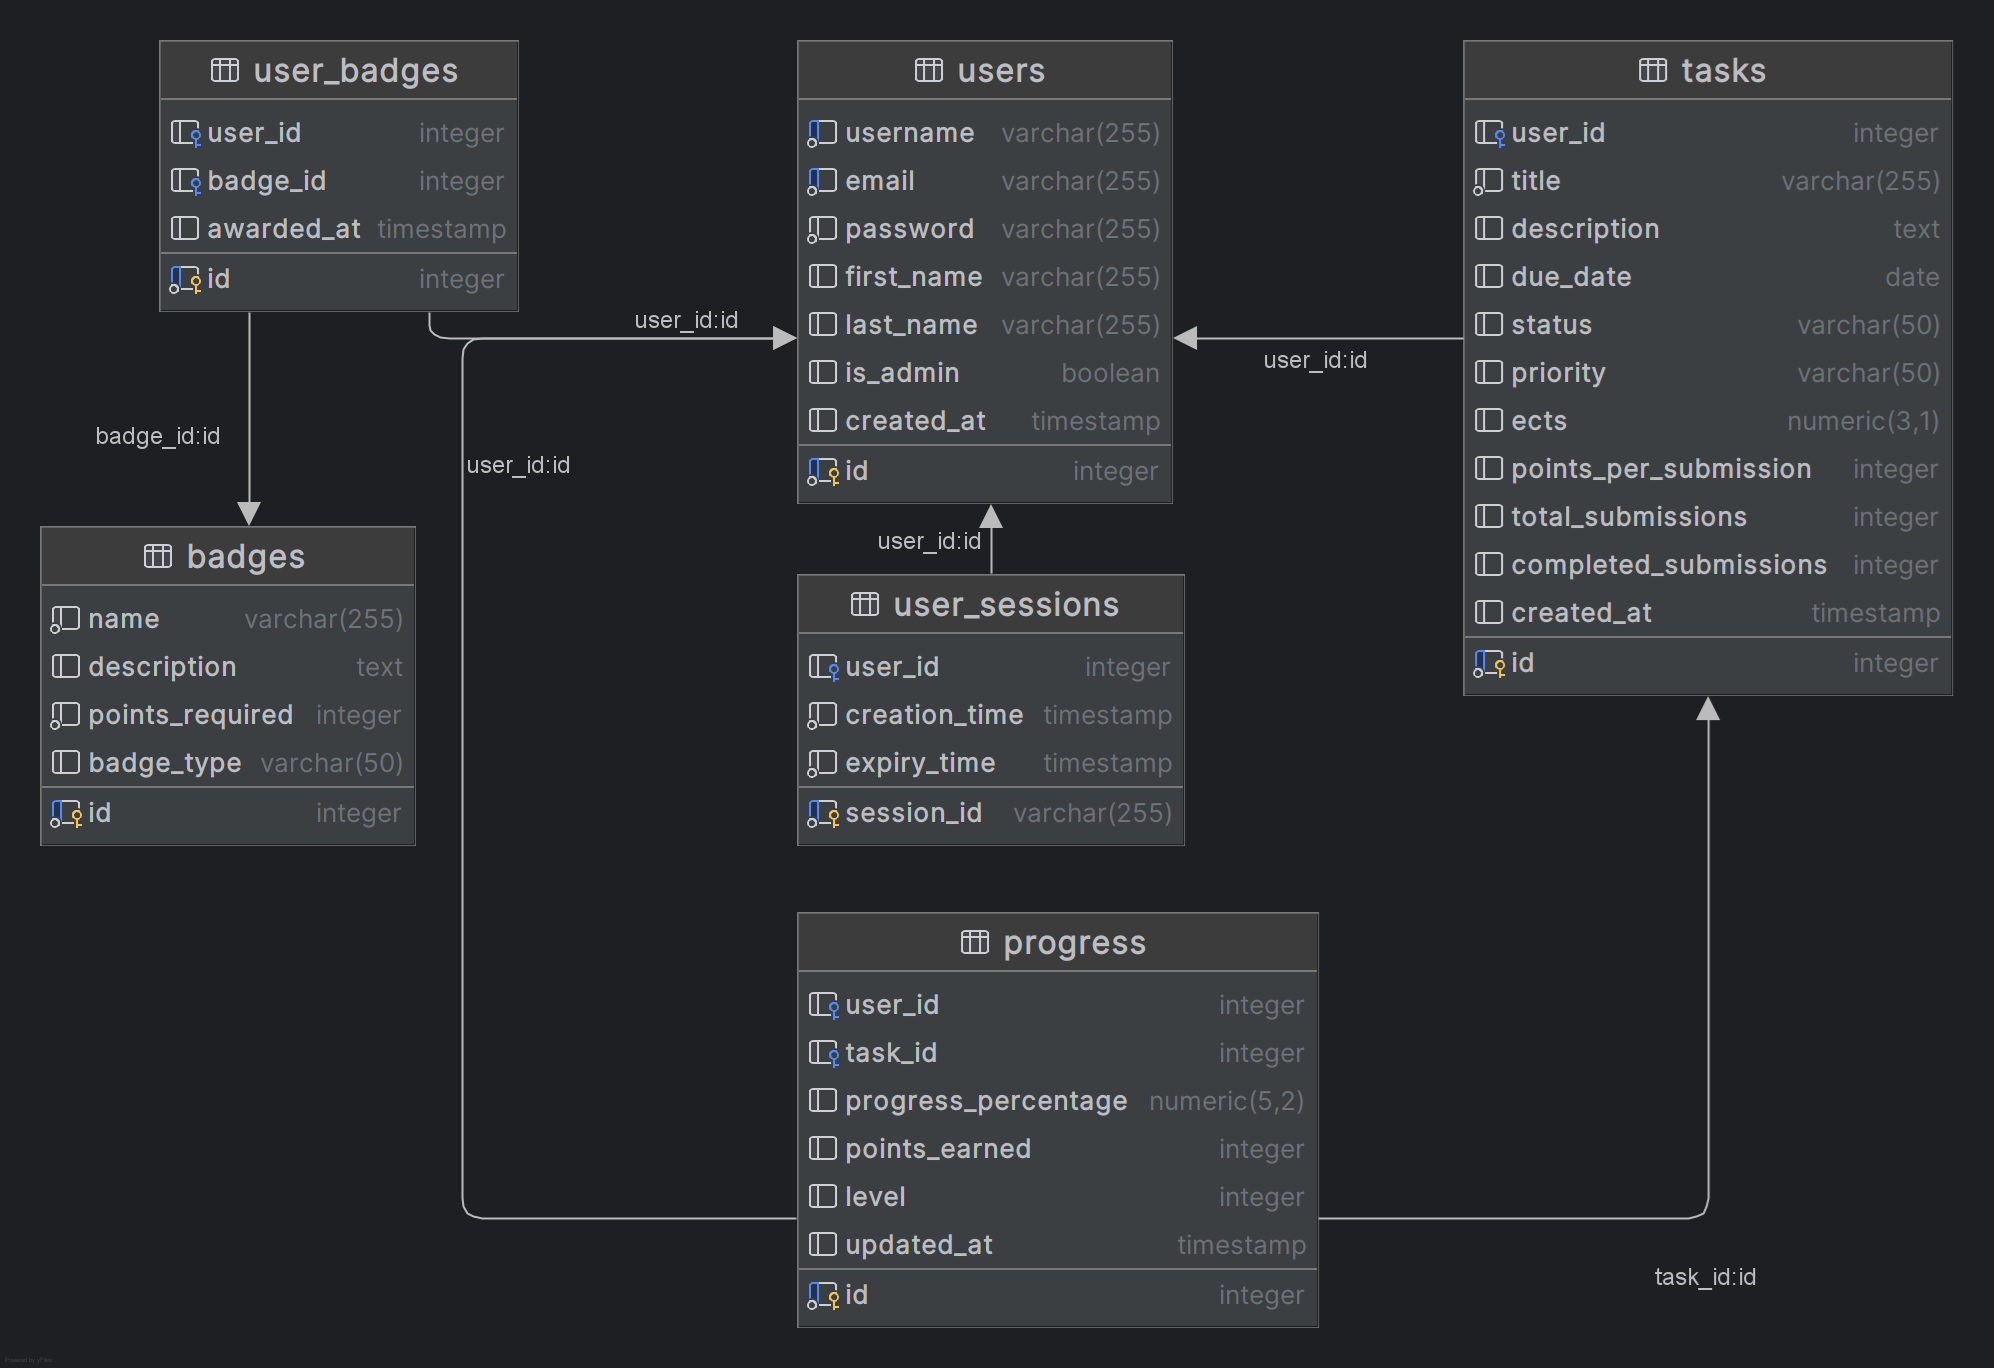 user_badges
user_id integer
badge_id integer
awarded_at timestamp
id integer
users
username varchar(255)
email varchar(255)
password varchar(255)
first_name varchar(255)
last_name varchar(255)
is_admin boolean
created_at timestamp
id integer
tasks
user_id integer
title varchar(255)
description text
due_date date
status varchar(50)
priority varchar(50)
ects numeric(3,1)
points_per_submission integer
total_submissions integer
completed_submissions integer
created_at timestamp
id integer
user_id:id
user_id:id
badge_id:id
user_id:id
user_id:id
badges
name varchar(255)
description text
points_required integer
badge_type varchar(50)
id integer
user_sessions
user_id integer
creation_time timestamp
expiry_time timestamp
session_id varchar(255)
progress
user_id integer
task_id integer
progress_percentage numeric(5,2)
points_earned integer
level integer
updated_at timestamp
id integer
task_id:id